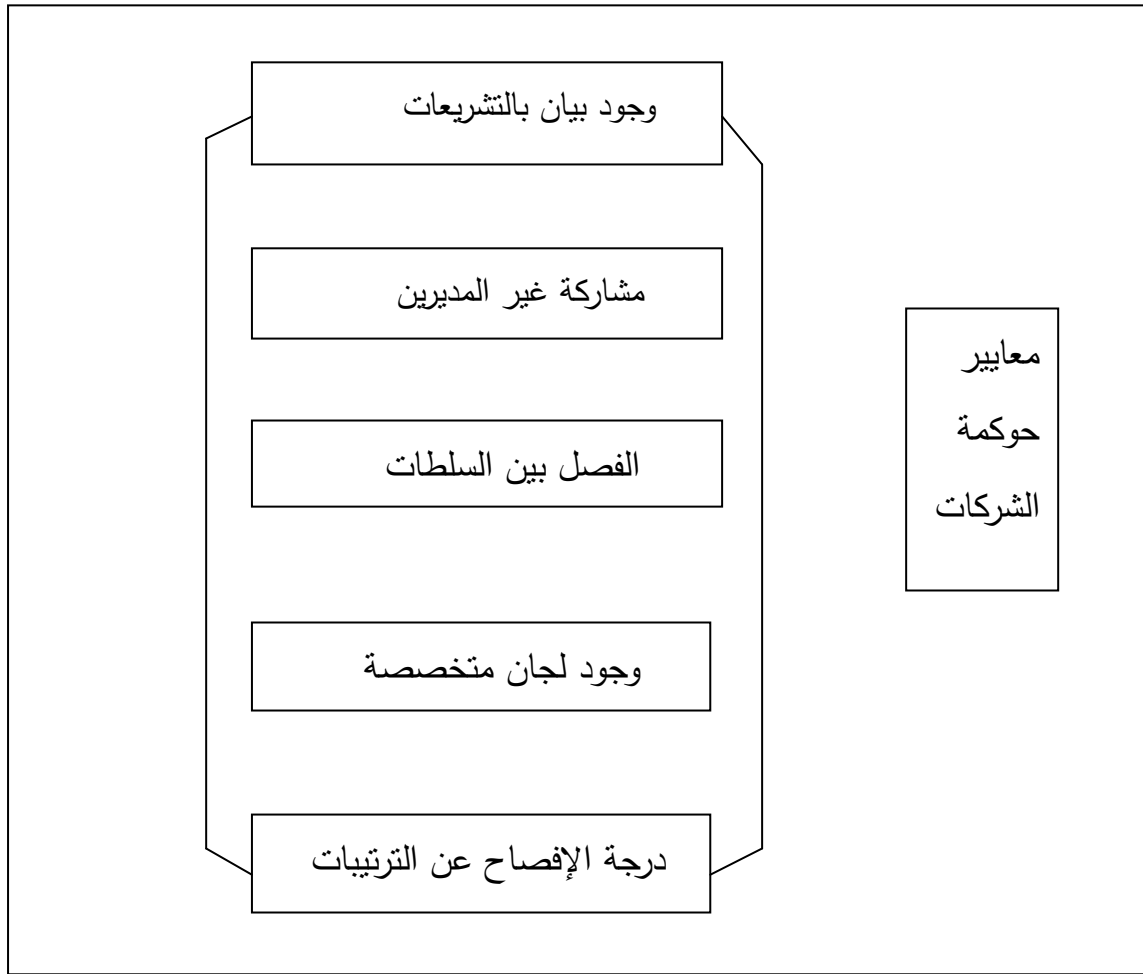 وجود بيان بالتشريعات
مشاركة غير المديرين
الفصل بين السلطات
وجود لجان متخصصة
درجة الإفصاح عن الترتيبات
معايير
حوكمة
الشركات